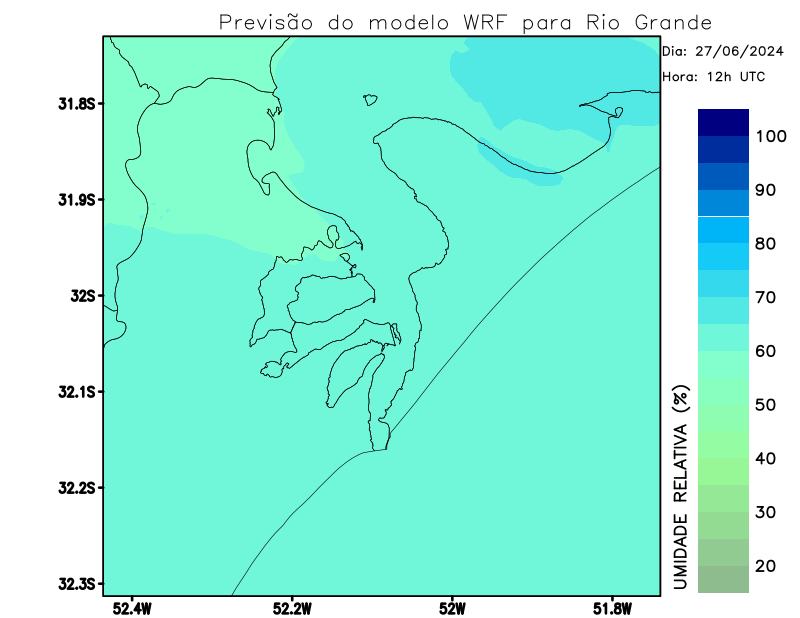 Previsão do modelo WRF para Rio Grande
Dia: 27/06/2024
Hora: 12h UTC
31.8S
31.9S
32S
32.1S
32.2S
32.3S
52.4W
52.2W
52W
51.8W
UMIDADE RELATIVA (%)
100
90
80
70
60
50
40
30
20